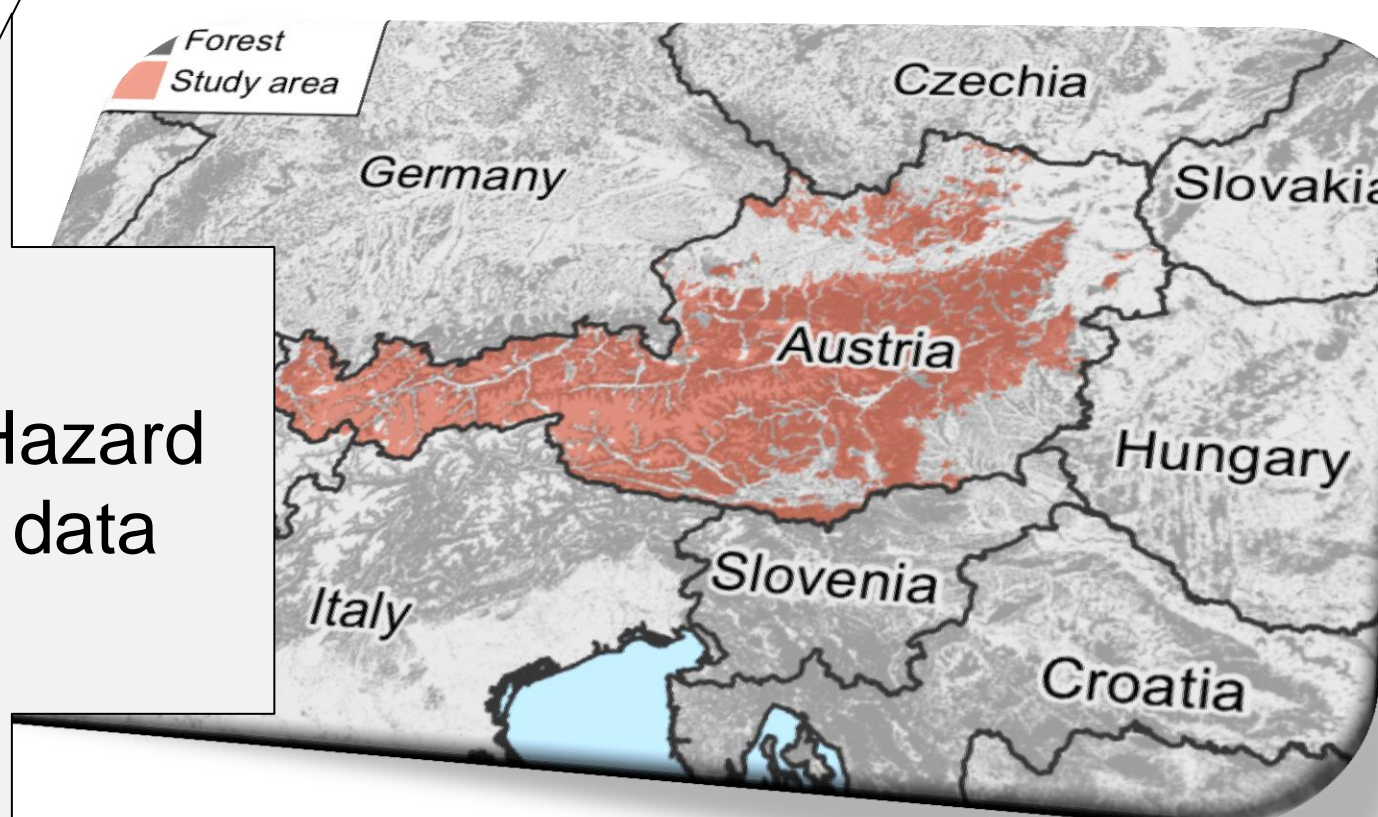 Forest
Study area
Czechia
Germany
Slovakia
Austria
Hazard
data
Hungary
Slovenia
Italy
Croatia